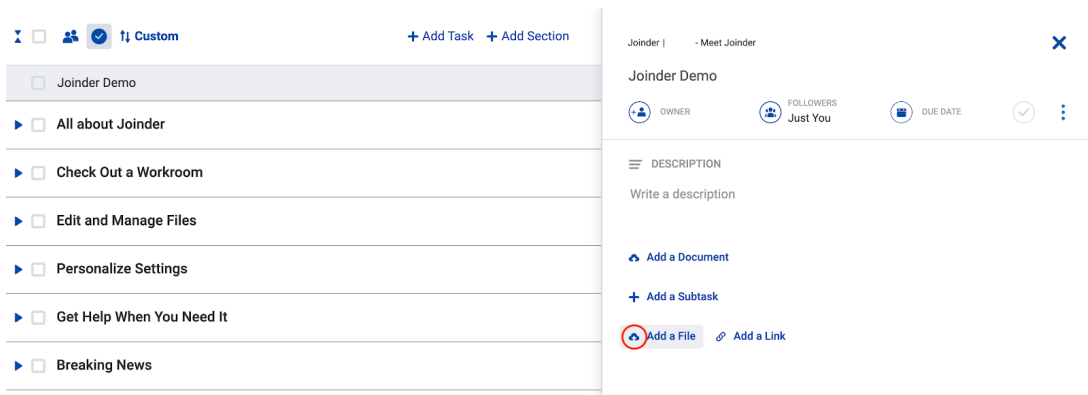 Custom + Add Task + Add Section
Joinder Demo
All about Joinder
Check Out a Workroom
Edit and Manage Files
Personalize Settings
Get Help When You Need It
Breaking News
Joinder | - Meet Joinder
Joinder Demo
OWNER
FOLLOWERS
Just You
DUE DATE
DESCRIPTION
Write a description
Add a Document
+ Add a Subtask
Add a File Add a Link